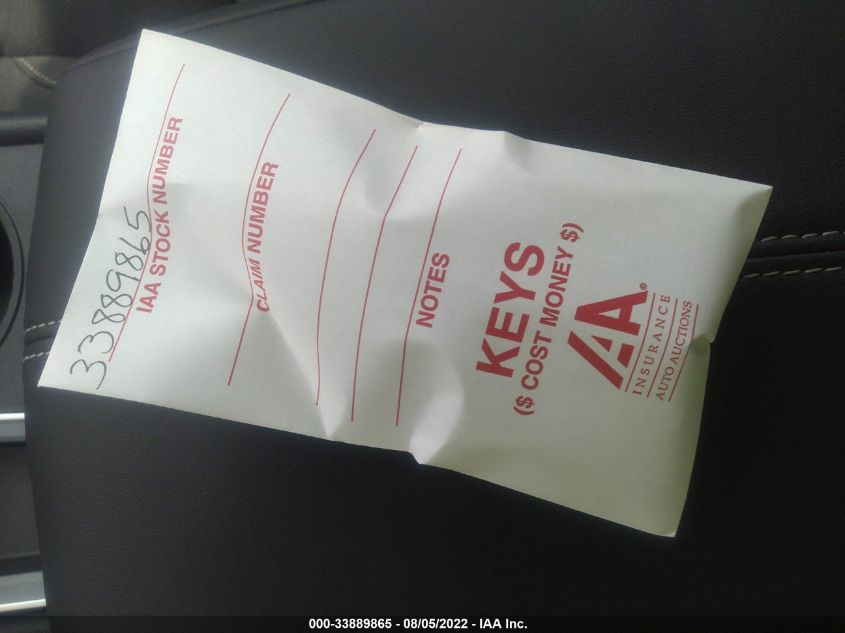 33889865
IAA STOCK NUMBER
CLAIM NUMBER
NOTES
KEYS
($ COST MONEY $)
IAA®
INSURANCE
AUTO AUCTIONS
000-33889865 - 08/05/2022 - IAA Inc.